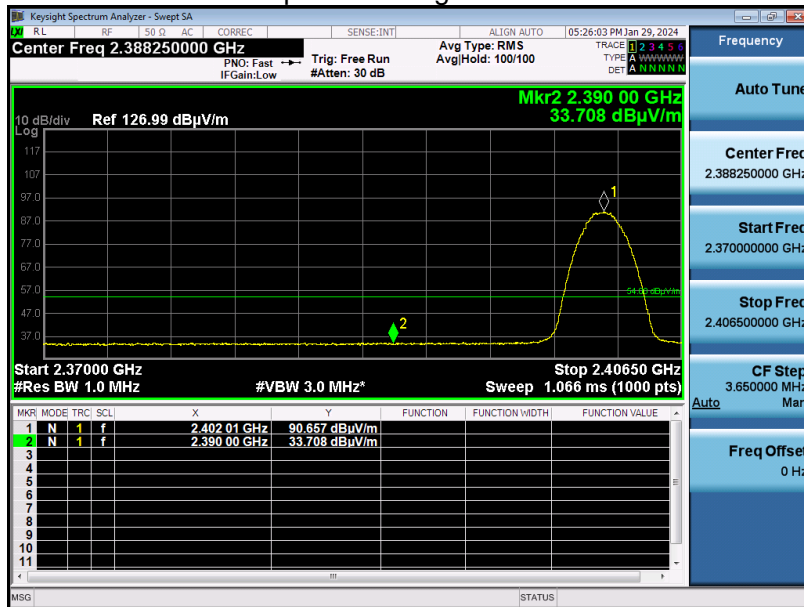 Keysight Spectrum Analyzer - Swept SA
LXI RL RF 50 Ω AC CORREC SENSE:INT ALIGN AUTO 05:26:03 PM Jan 29, 2024
Center Freq 2.388250000 GHz
PNO: Fast
IFGain:Low
Trig: Free Run
#Atten: 30 dB
Avg Type: RMS
Avg|Hold: 100/100
TRACE 1 2 3 4 5 6
TYPE A WWWWW
DET A N N N N N
Mkr2 2.390 00 GHz
33.708 dBµV/m
10 dB/div Ref 126.99 dBµV/m
Log
117
107
97.0
87.0
77.0
67.0
57.0
47.0
37.0
1
2
54.00 dBµV/m
Start 2.37000 GHz Stop 2.40650 GHz
#Res BW 1.0 MHz #VBW 3.0 MHz* Sweep 1.066 ms (1000 pts)
MKR MODE TRC SCL X Y FUNCTION FUNCTION WIDTH FUNCTION VALUE
1 N 1 f 2.402 01 GHz 90.657 dBµV/m
2 N 1 f 2.390 00 GHz 33.708 dBµV/m
3
4
5
6
7
8
9
10
11
MSG STATUS
Frequency
Auto Tune
Center Freq
2.388250000 GHz
Start Freq
2.370000000 GHz
Stop Freq
2.406500000 GHz
CF Step
3.650000 MHz
Auto Man
Freq Offset
0 Hz